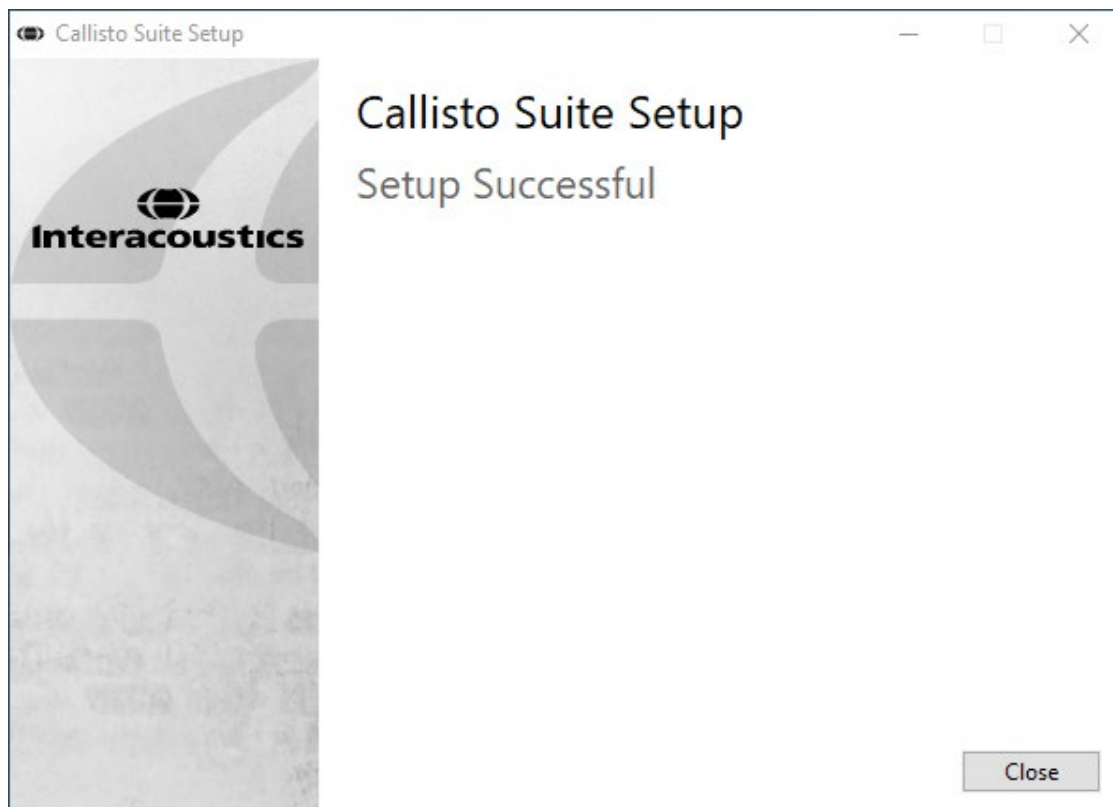 Callisto Suite Setup
Callisto Suite Setup
Setup Successful
Interacoustics
Close